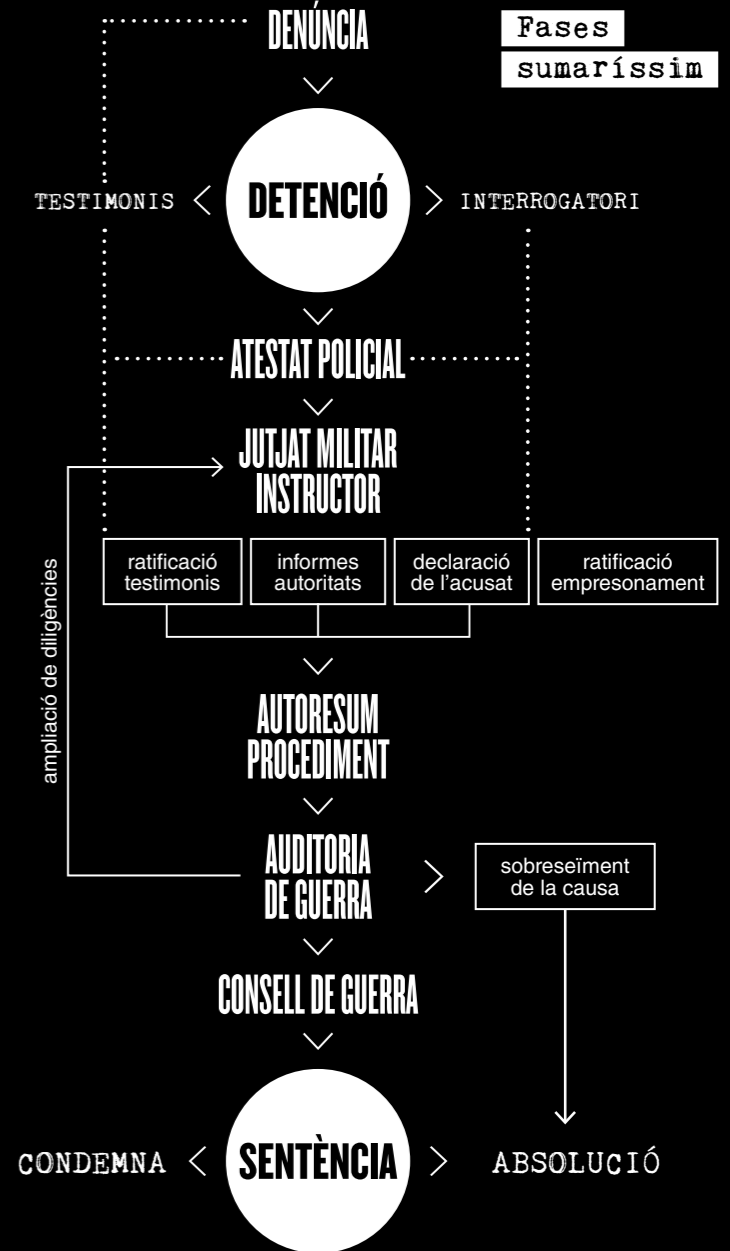 DENÚNCIA
Fases
sumaríssim
TESTIMONIS
DETENCIÓ
INTERROGATORI
ATESTAT POLICIAL
JUTJAT MILITAR
INSTRUCTOR
ratificació
testimonis
informes
autoritats
declaració
de l'acusat
ratificació
empresonament
ampliació de diligències
AUTORESUM
PROCEDIMENT
AUDITORIA
DE GUERRA
sobreseïment
de la causa
CONSELL DE GUERRA
CONDEMNA
SENTÈNCIA
ABSOLUCIÓ